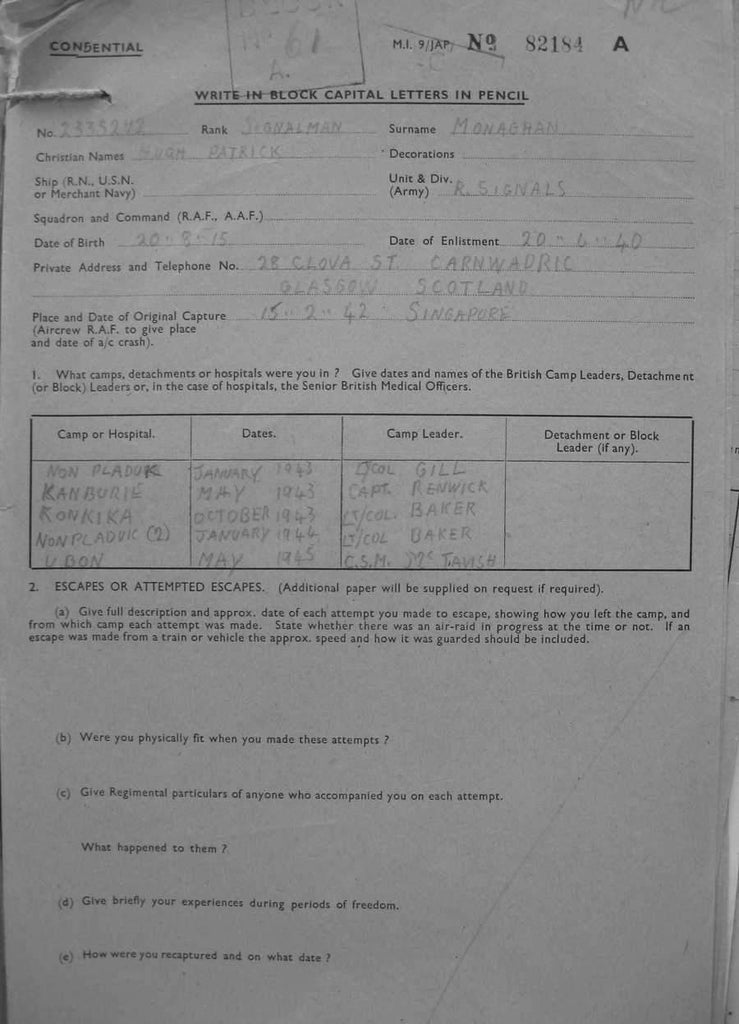 CONFIDENTIAL
M.I. 9/JAP/ No 82184 A
WRITE IN BLOCK CAPITAL LETTERS IN PENCIL
No. 2335242 Rank SIGNALMAN Surname MONAGHAN
Christian Names HUGH PATRICK Decorations
Ship (R.N., U.S.N. or Merchant Navy) Unit & Div. (Army) R. SIGNALS
Squadron and Command (R.A.F., A.A.F.)
Date of Birth 20 - 8 - 15 Date of Enlistment 20 - 6 - 40
Private Address and Telephone No. 28 CLOVA ST. CARNWADRIC
GLASGOW SCOTLAND
Place and Date of Original Capture 15 - 2 - 42 SINGAPORE
(Aircrew R.A.F. to give place
and date of a/c crash).
1. What camps, detachments or hospitals were you in ? Give dates and names of the British Camp Leaders, Detachment
(or Block) Leaders or, in the case of hospitals, the Senior British Medical Officers.
Camp or Hospital. Dates. Camp Leader. Detachment or Block
Leader (if any).
NON PLADUK JANUARY 1943 LT/COL GILL
KANBURIE MAY 1943 CAPT. RENWICK
KONKIKA OCTOBER 1943 LT/COL. BAKER
NONPLADUK (2) JANUARY 1944 LT/COL BAKER
UBON MAY 1945 C.S.M. McTAVISH
2. ESCAPES OR ATTEMPTED ESCAPES. (Additional paper will be supplied on request if required).
(a) Give full description and approx. date of each attempt you made to escape, showing how you left the camp, and
from which camp each attempt was made. State whether there was an air-raid in progress at the time or not. If an
escape was made from a train or vehicle the approx. speed and how it was guarded should be included.
(b) Were you physically fit when you made these attempts ?
(c) Give Regimental particulars of anyone who accompanied you on each attempt.
What happened to them ?
(d) Give briefly your experiences during periods of freedom.
(e) How were you recaptured and on what date ?